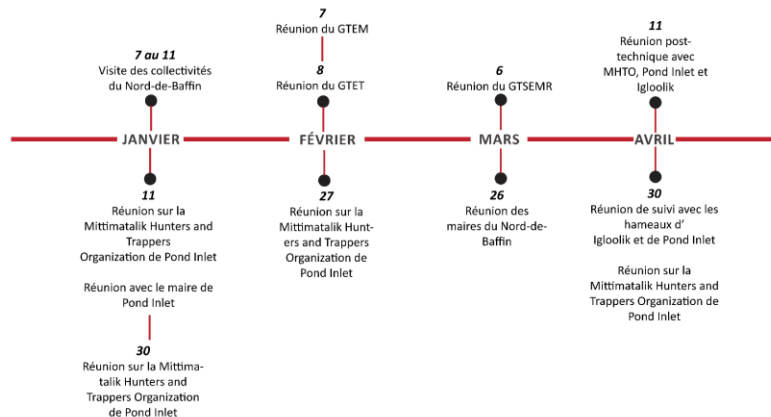 7 au 11
Visite des collectivités
du Nord-de-Baffin
JANVIER
11
Réunion sur la
Mittimatalik Hunters and
Trappers
Organization de Pond Inlet
Réunion avec le maire de
Pond Inlet
30
Réunion sur la Mittima-
talik Hunters and
Trappers Organization
de Pond Inlet
7
Réunion du GTEM
8
Réunion du GTET
FÉVRIER
27
Réunion sur la
Mittimatalik Hunt-
ers and Trappers
Organization de
Pond Inlet
6
Réunion du GTSEMR
MARS
26
Réunion des
maires du Nord-de-
Baffin
11
Réunion post-
technique avec
MHTO, Pond Inlet et
Igloolik
AVRIL
30
Réunion de suivi avec les
hameaux d’
Igloolik et de Pond Inlet
Réunion sur la
Mittimatalik Hunters and
Trappers Organization de
Pond Inlet